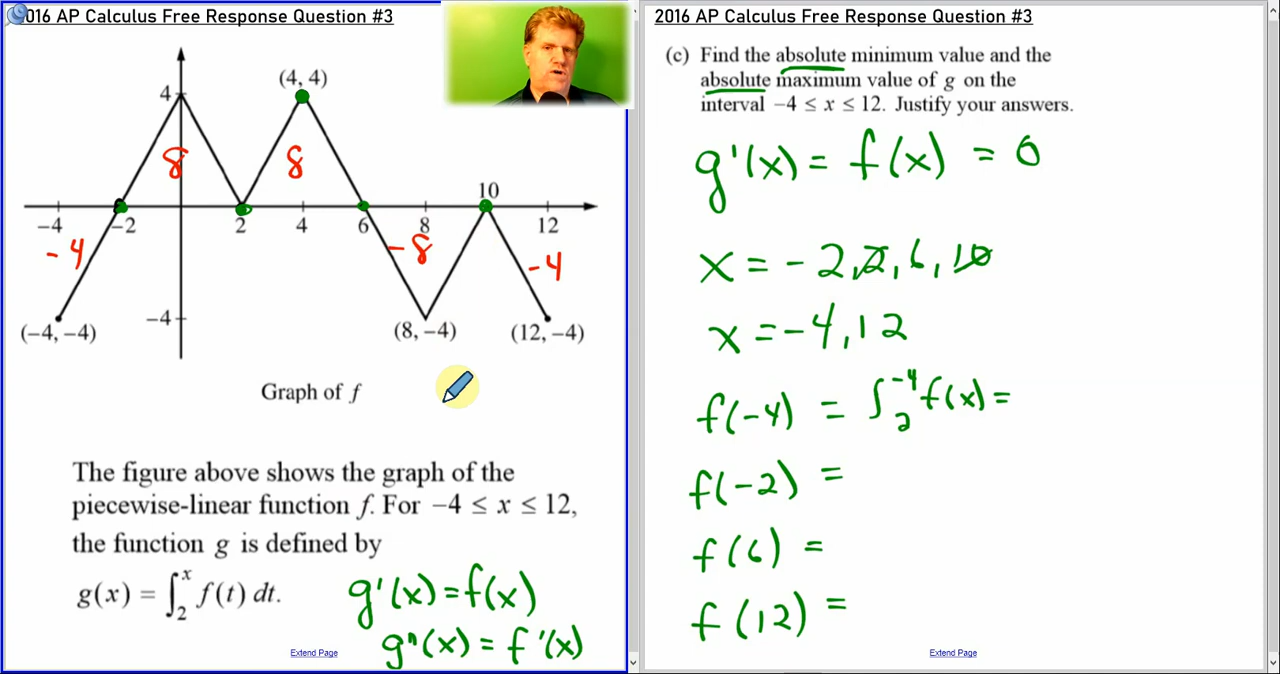 2016 AP Calculus Free Response Question #3
(4, 4)
4
8
8
10
−4
−2
2
4
6
8
12
- 4
- 8
- 4
(−4, −4)
−4
(8, −4)
(12, −4)
Graph of f
The figure above shows the graph of the
piecewise-linear function f. For −4 ≤ x ≤ 12,
the function g is defined by
g(x) = ∫₂ˣ f(t) dt.
g'(x) = f(x)
g"(x) = f'(x)
Extend Page
2016 AP Calculus Free Response Question #3
(c) Find the absolute minimum value and the
absolute maximum value of g on the
interval −4 ≤ x ≤ 12. Justify your answers.
g'(x) = f(x) = 0
x = - 2, 2, 6, 10
x = -4, 12
f(-4) = ∫₂⁻⁴ f(x) =
f(-2) =
f(6) =
f(12) =
Extend Page